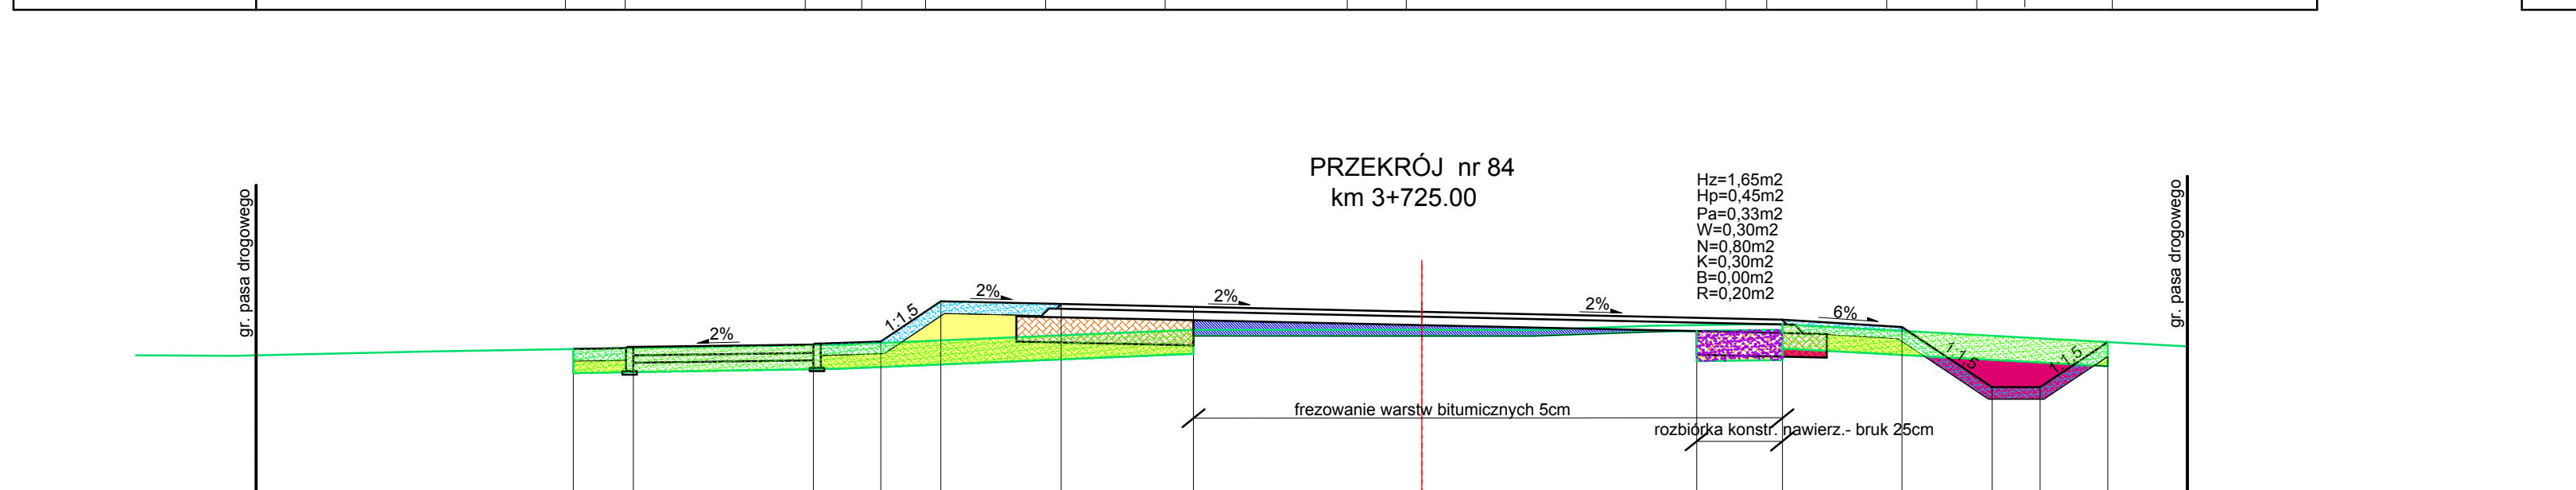 PRZEKRÓJ nr 84
km 3+725.00
Hz=1,65m2
Hp=0,45m2
Pa=0,33m2
W=0,30m2
N=0,80m2
K=0,30m2
B=0,00m2
R=0,20m2
gr. pasa drogowego
gr. pasa drogowego
2%
1:1,5
2%
2%
2%
6%
1:1,5
1:1,5
frezowanie warstw bitumicznych 5cm
rozbiórka konstr. nawierz.- bruk 25cm